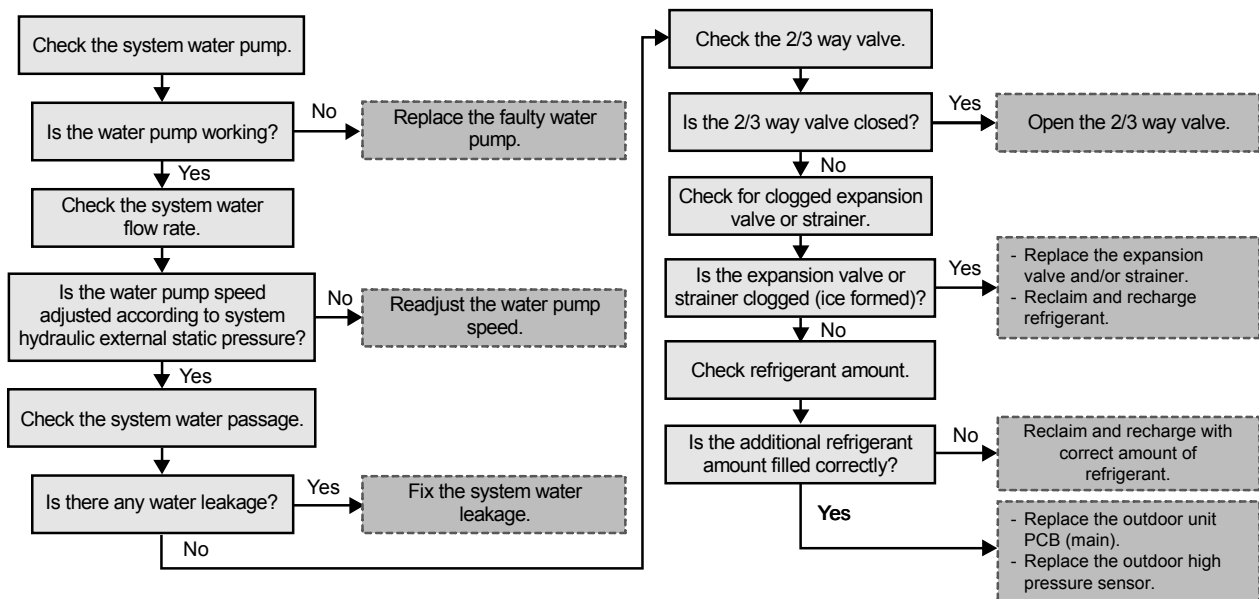 Check the system water pump.
Is the water pump working?
No
Replace the faulty water
pump.
Yes
Check the system water
flow rate.
Is the water pump speed
adjusted according to system
hydraulic external static pressure?
No
Readjust the water pump
speed.
Yes
Check the system water passage.
Is there any water leakage?
Yes
Fix the system water
leakage.
No
Check the 2/3 way valve.
Is the 2/3 way valve closed?
Yes
Open the 2/3 way valve.
No
Check for clogged expansion
valve or strainer.
Is the expansion valve or
strainer clogged (ice formed)?
Yes
- Replace the expansion
valve and/or strainer.
- Reclaim and recharge
refrigerant.
No
Check refrigerant amount.
Is the additional refrigerant
amount filled correctly?
No
Reclaim and recharge with
correct amount of
refrigerant.
Yes
- Replace the outdoor unit
PCB (main).
- Replace the outdoor high
pressure sensor.